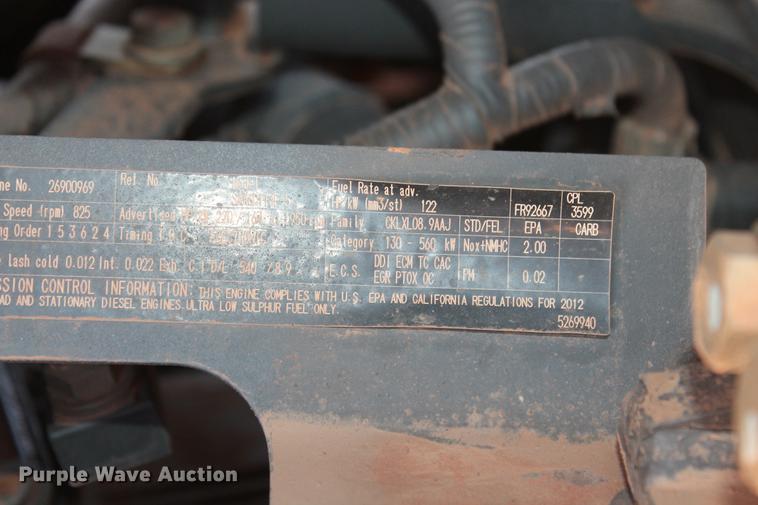 ne No. 26900969 Ref. No. Fuel Rate at adv.
Speed (rpm) 825 Advertised (mm3/st) 122 FR92667 CPL 3599
ng Order 1 5 3 6 2 4 Timing Family CKLXL08.9AAJ STD/FEL EPA CARB
Category 130 - 560 kW Nox+NMHC 2.00
e lash cold 0.012 Int. 0.022 Exh. 540 E.C.S. DDI ECM TC CAC
EGR PTOX OC PM 0.02
SSION CONTROL INFORMATION: THIS ENGINE COMPLIES WITH U.S. EPA AND CALIFORNIA REGULATIONS FOR 2012
OAD AND STATIONARY DIESEL ENGINES. ULTRA LOW SULPHUR FUEL ONLY.
5269940
Purple Wave Auction